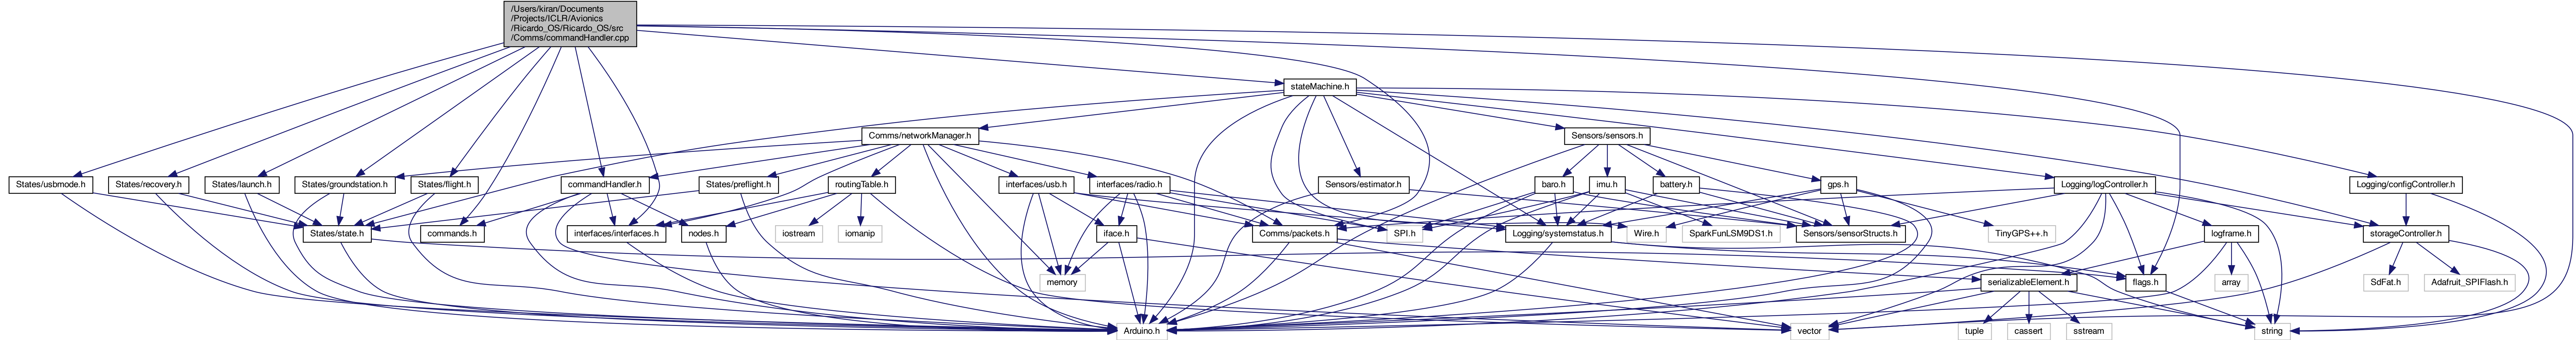 /Users/kiran/Documents
/Projects/ICLR/Avionics
/Ricardo_OS/Ricardo_OS/src
/Comms/commandHandler.cpp
stateMachine.h
Comms/networkManager.h
Sensors/sensors.h
States/usbmode.h
States/recovery.h
States/launch.h
States/groundstation.h
States/flight.h
commandHandler.h
States/preflight.h
routingTable.h
interfaces/usb.h
interfaces/radio.h
Sensors/estimator.h
baro.h
imu.h
battery.h
gps.h
Logging/logController.h
Logging/configController.h
States/state.h
commands.h
interfaces/interfaces.h
nodes.h
iostream
iomanip
iface.h
Comms/packets.h
SPI.h
Logging/systemstatus.h
Wire.h
SparkFunLSM9DS1.h
Sensors/sensorStructs.h
TinyGPS++.h
logframe.h
storageController.h
memory
serializableElement.h
flags.h
array
SdFat.h
Adafruit_SPIFlash.h
Arduino.h
vector
tuple
cassert
sstream
string